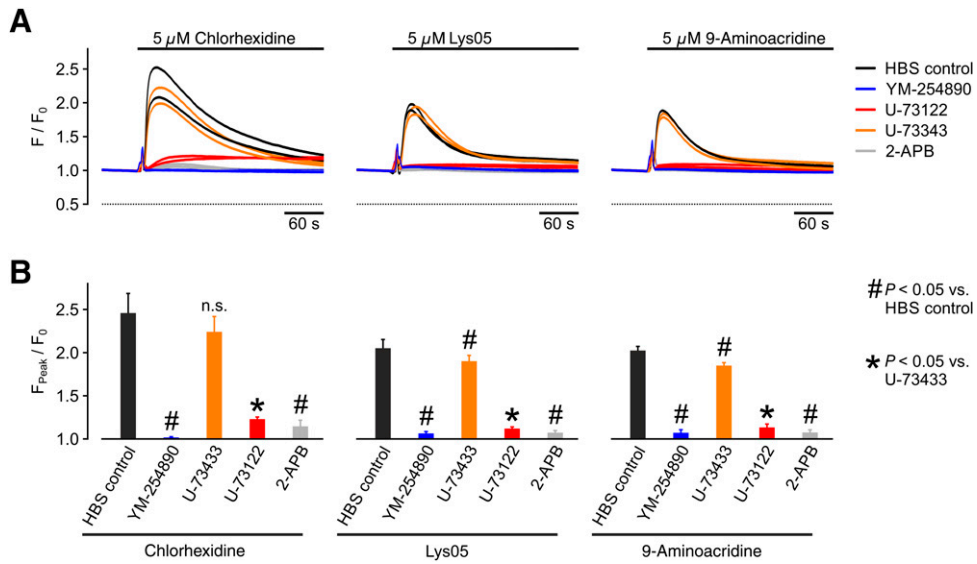 A
5 µM Chlorhexidine
5 µM Lys05
5 µM 9-Aminoacridine
F / F0
2.5
2.0
1.5
1.0
0.5
60 s
60 s
60 s
HBS control
YM-254890
U-73122
U-73343
2-APB
B
FPeak / F0
2.5
2.0
1.5
1.0
#
n.s.
*
#
#
#
*
#
#
#
*
#
# P < 0.05 vs.
HBS control
* P < 0.05 vs.
U-73433
HBS control
YM-254890
U-73433
U-73122
2-APB
HBS control
YM-254890
U-73433
U-73122
2-APB
HBS control
YM-254890
U-73433
U-73122
2-APB
Chlorhexidine
Lys05
9-Aminoacridine